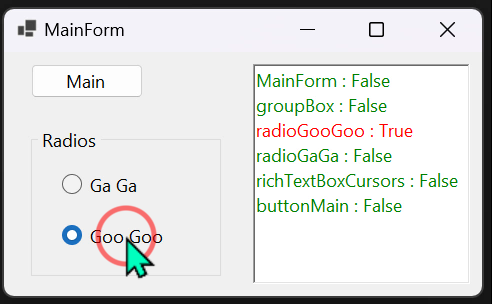 MainForm
Main
Radios
Ga Ga
Goo Goo
MainForm : False
groupBox : False
radioGooGoo : True
radioGaGa : False
richTextBoxCursors : False
buttonMain : False